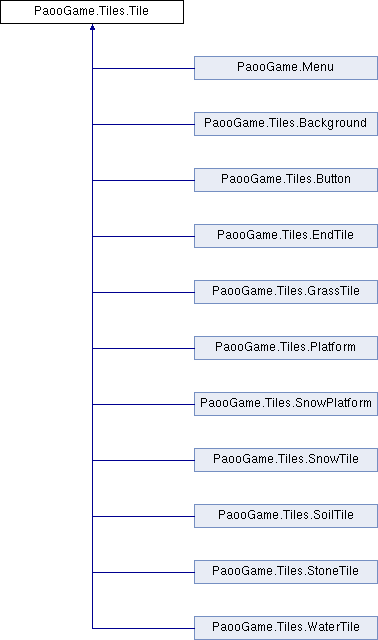 PaooGame.Tiles.Tile
PaooGame.Menu
PaooGame.Tiles.Background
PaooGame.Tiles.Button
PaooGame.Tiles.EndTile
PaooGame.Tiles.GrassTile
PaooGame.Tiles.Platform
PaooGame.Tiles.SnowPlatform
PaooGame.Tiles.SnowTile
PaooGame.Tiles.SoilTile
PaooGame.Tiles.StoneTile
PaooGame.Tiles.WaterTile